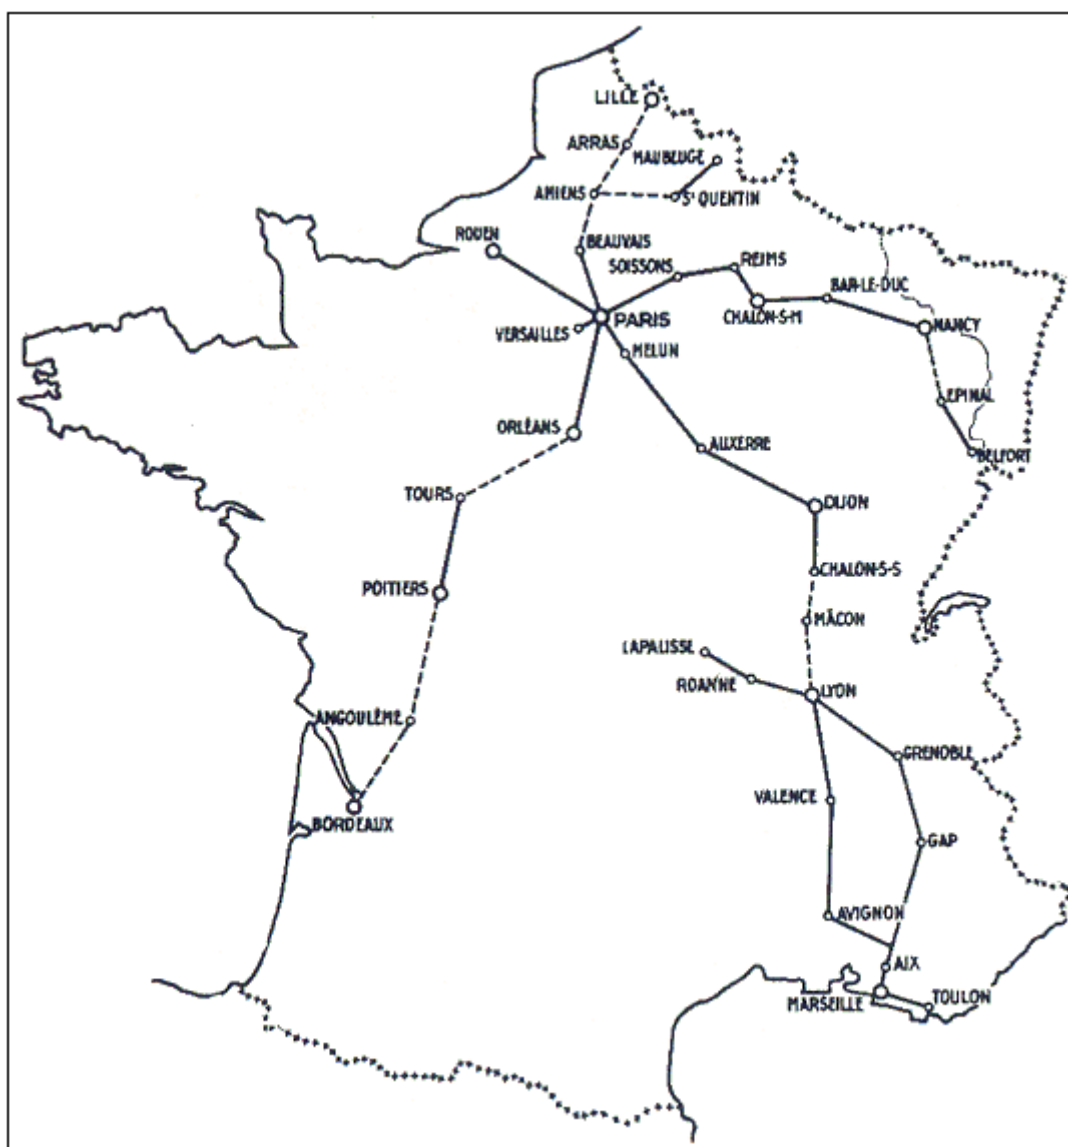 LILLE
ARRAS
MAUBEUGE
AMIENS
St QUENTIN
ROUEN
BEAUVAIS
SOISSONS
REIMS
BAR-LE-DUC
CHALON-S-M
NANCY
VERSAILLES
PARIS
MELUN
EPINAL
ORLÉANS
AUXERRE
BELFORT
TOURS
DIJON
CHALON-S-S
POITIERS
MÂCON
LAPALISSE
ROANNE
LYON
ANGOULÊME
GRENOBLE
VALENCE
BORDEAUX
GAP
AVIGNON
AIX
MARSEILLE
TOULON